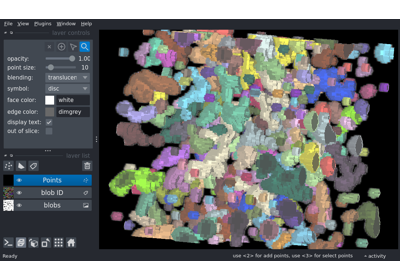 File View Plugins Window Help
layer controls
opacity: 1.00
point size: 10
blending: translucen
symbol: disc
face color: white
edge color: dimgrey
display text:
out of slice:
layer list
Points
blob ID
blobs
Ready
use <2> for add points, use <3> for select points
activity